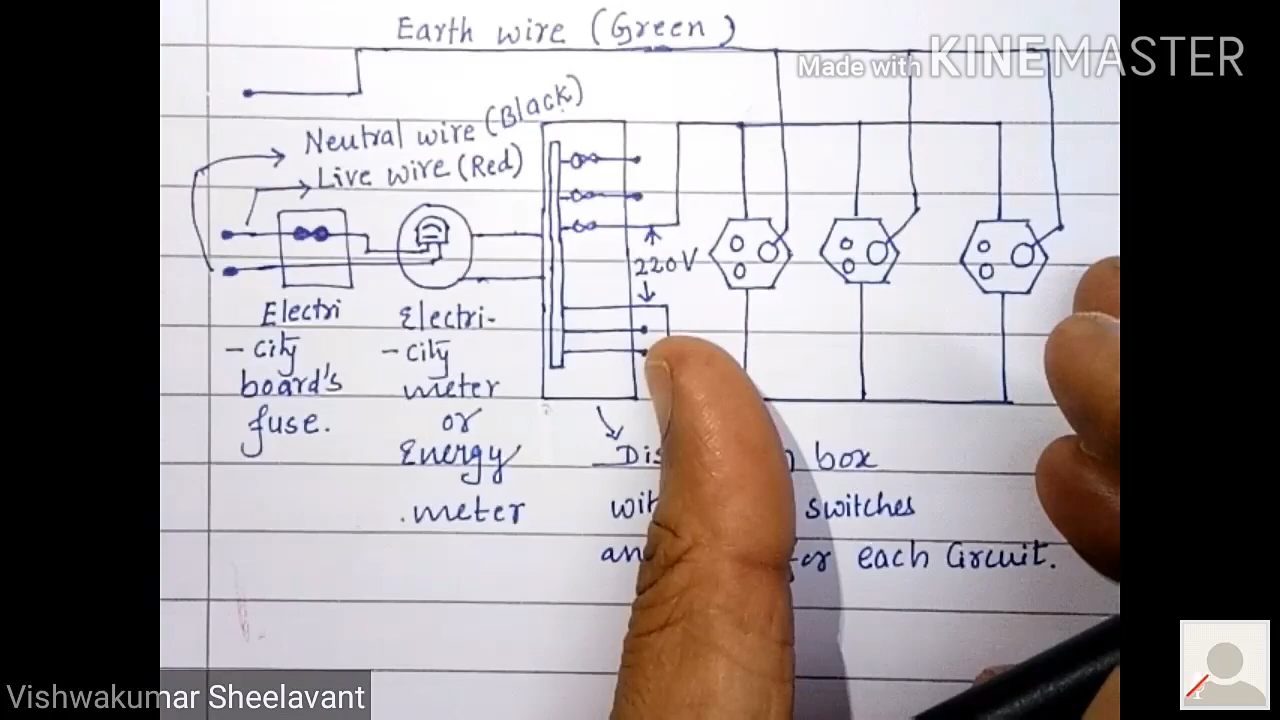 Earth wire (Green)
Made with KINEMASTER
Neutral wire (Black)
Live wire (Red)
220V
Electri
-city
board's
fuse.
Electri-
-city
meter
or
Energy
.meter
box
switches
each Circuit.
Vishwakumar Sheelavant